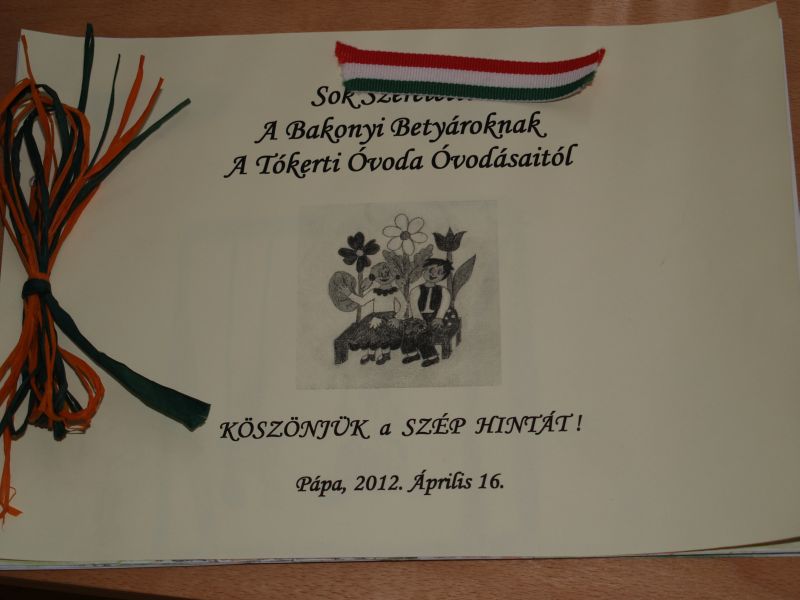 Sok
A Bakonyi Betyároknak
A Tókerti Óvoda Óvodásaitól
KÖSZÖNJÜK a SZÉP HINTÁT !
Pápa, 2012. Április 16.